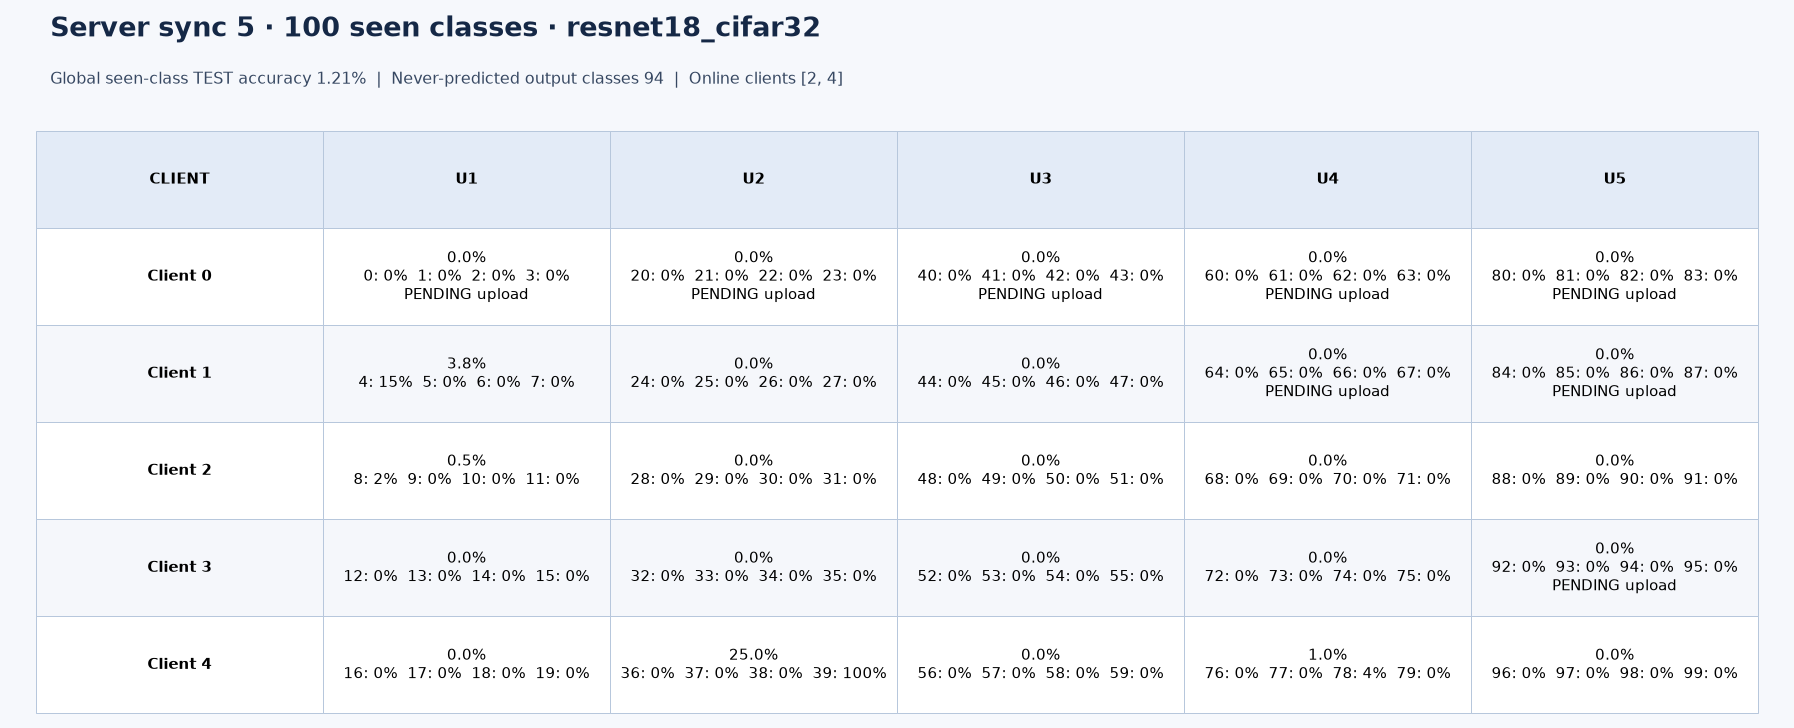 Server sync 5 · 100 seen classes · resnet18_cifar32
Global seen-class TEST accuracy 1.21% | Never-predicted output classes 94 | Online clients [2, 4]
CLIENT U1 U2 U3 U4 U5
Client 0
0.0%
0: 0% 1: 0% 2: 0% 3: 0%
PENDING upload
0.0%
20: 0% 21: 0% 22: 0% 23: 0%
PENDING upload
0.0%
40: 0% 41: 0% 42: 0% 43: 0%
PENDING upload
0.0%
60: 0% 61: 0% 62: 0% 63: 0%
PENDING upload
0.0%
80: 0% 81: 0% 82: 0% 83: 0%
PENDING upload
Client 1
3.8%
4: 15% 5: 0% 6: 0% 7: 0%
0.0%
24: 0% 25: 0% 26: 0% 27: 0%
0.0%
44: 0% 45: 0% 46: 0% 47: 0%
0.0%
64: 0% 65: 0% 66: 0% 67: 0%
PENDING upload
0.0%
84: 0% 85: 0% 86: 0% 87: 0%
PENDING upload
Client 2
0.5%
8: 2% 9: 0% 10: 0% 11: 0%
0.0%
28: 0% 29: 0% 30: 0% 31: 0%
0.0%
48: 0% 49: 0% 50: 0% 51: 0%
0.0%
68: 0% 69: 0% 70: 0% 71: 0%
0.0%
88: 0% 89: 0% 90: 0% 91: 0%
Client 3
0.0%
12: 0% 13: 0% 14: 0% 15: 0%
0.0%
32: 0% 33: 0% 34: 0% 35: 0%
0.0%
52: 0% 53: 0% 54: 0% 55: 0%
0.0%
72: 0% 73: 0% 74: 0% 75: 0%
0.0%
92: 0% 93: 0% 94: 0% 95: 0%
PENDING upload
Client 4
0.0%
16: 0% 17: 0% 18: 0% 19: 0%
25.0%
36: 0% 37: 0% 38: 0% 39: 100%
0.0%
56: 0% 57: 0% 58: 0% 59: 0%
1.0%
76: 0% 77: 0% 78: 4% 79: 0%
0.0%
96: 0% 97: 0% 98: 0% 99: 0%